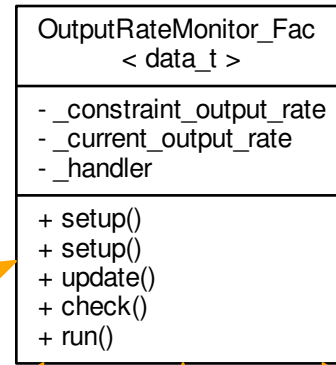 OutputRateMonitor_Fac
< data_t >
- _constraint_output_rate
- _current_output_rate
- _handler
+ setup()
+ setup()
+ update()
+ check()
+ run()